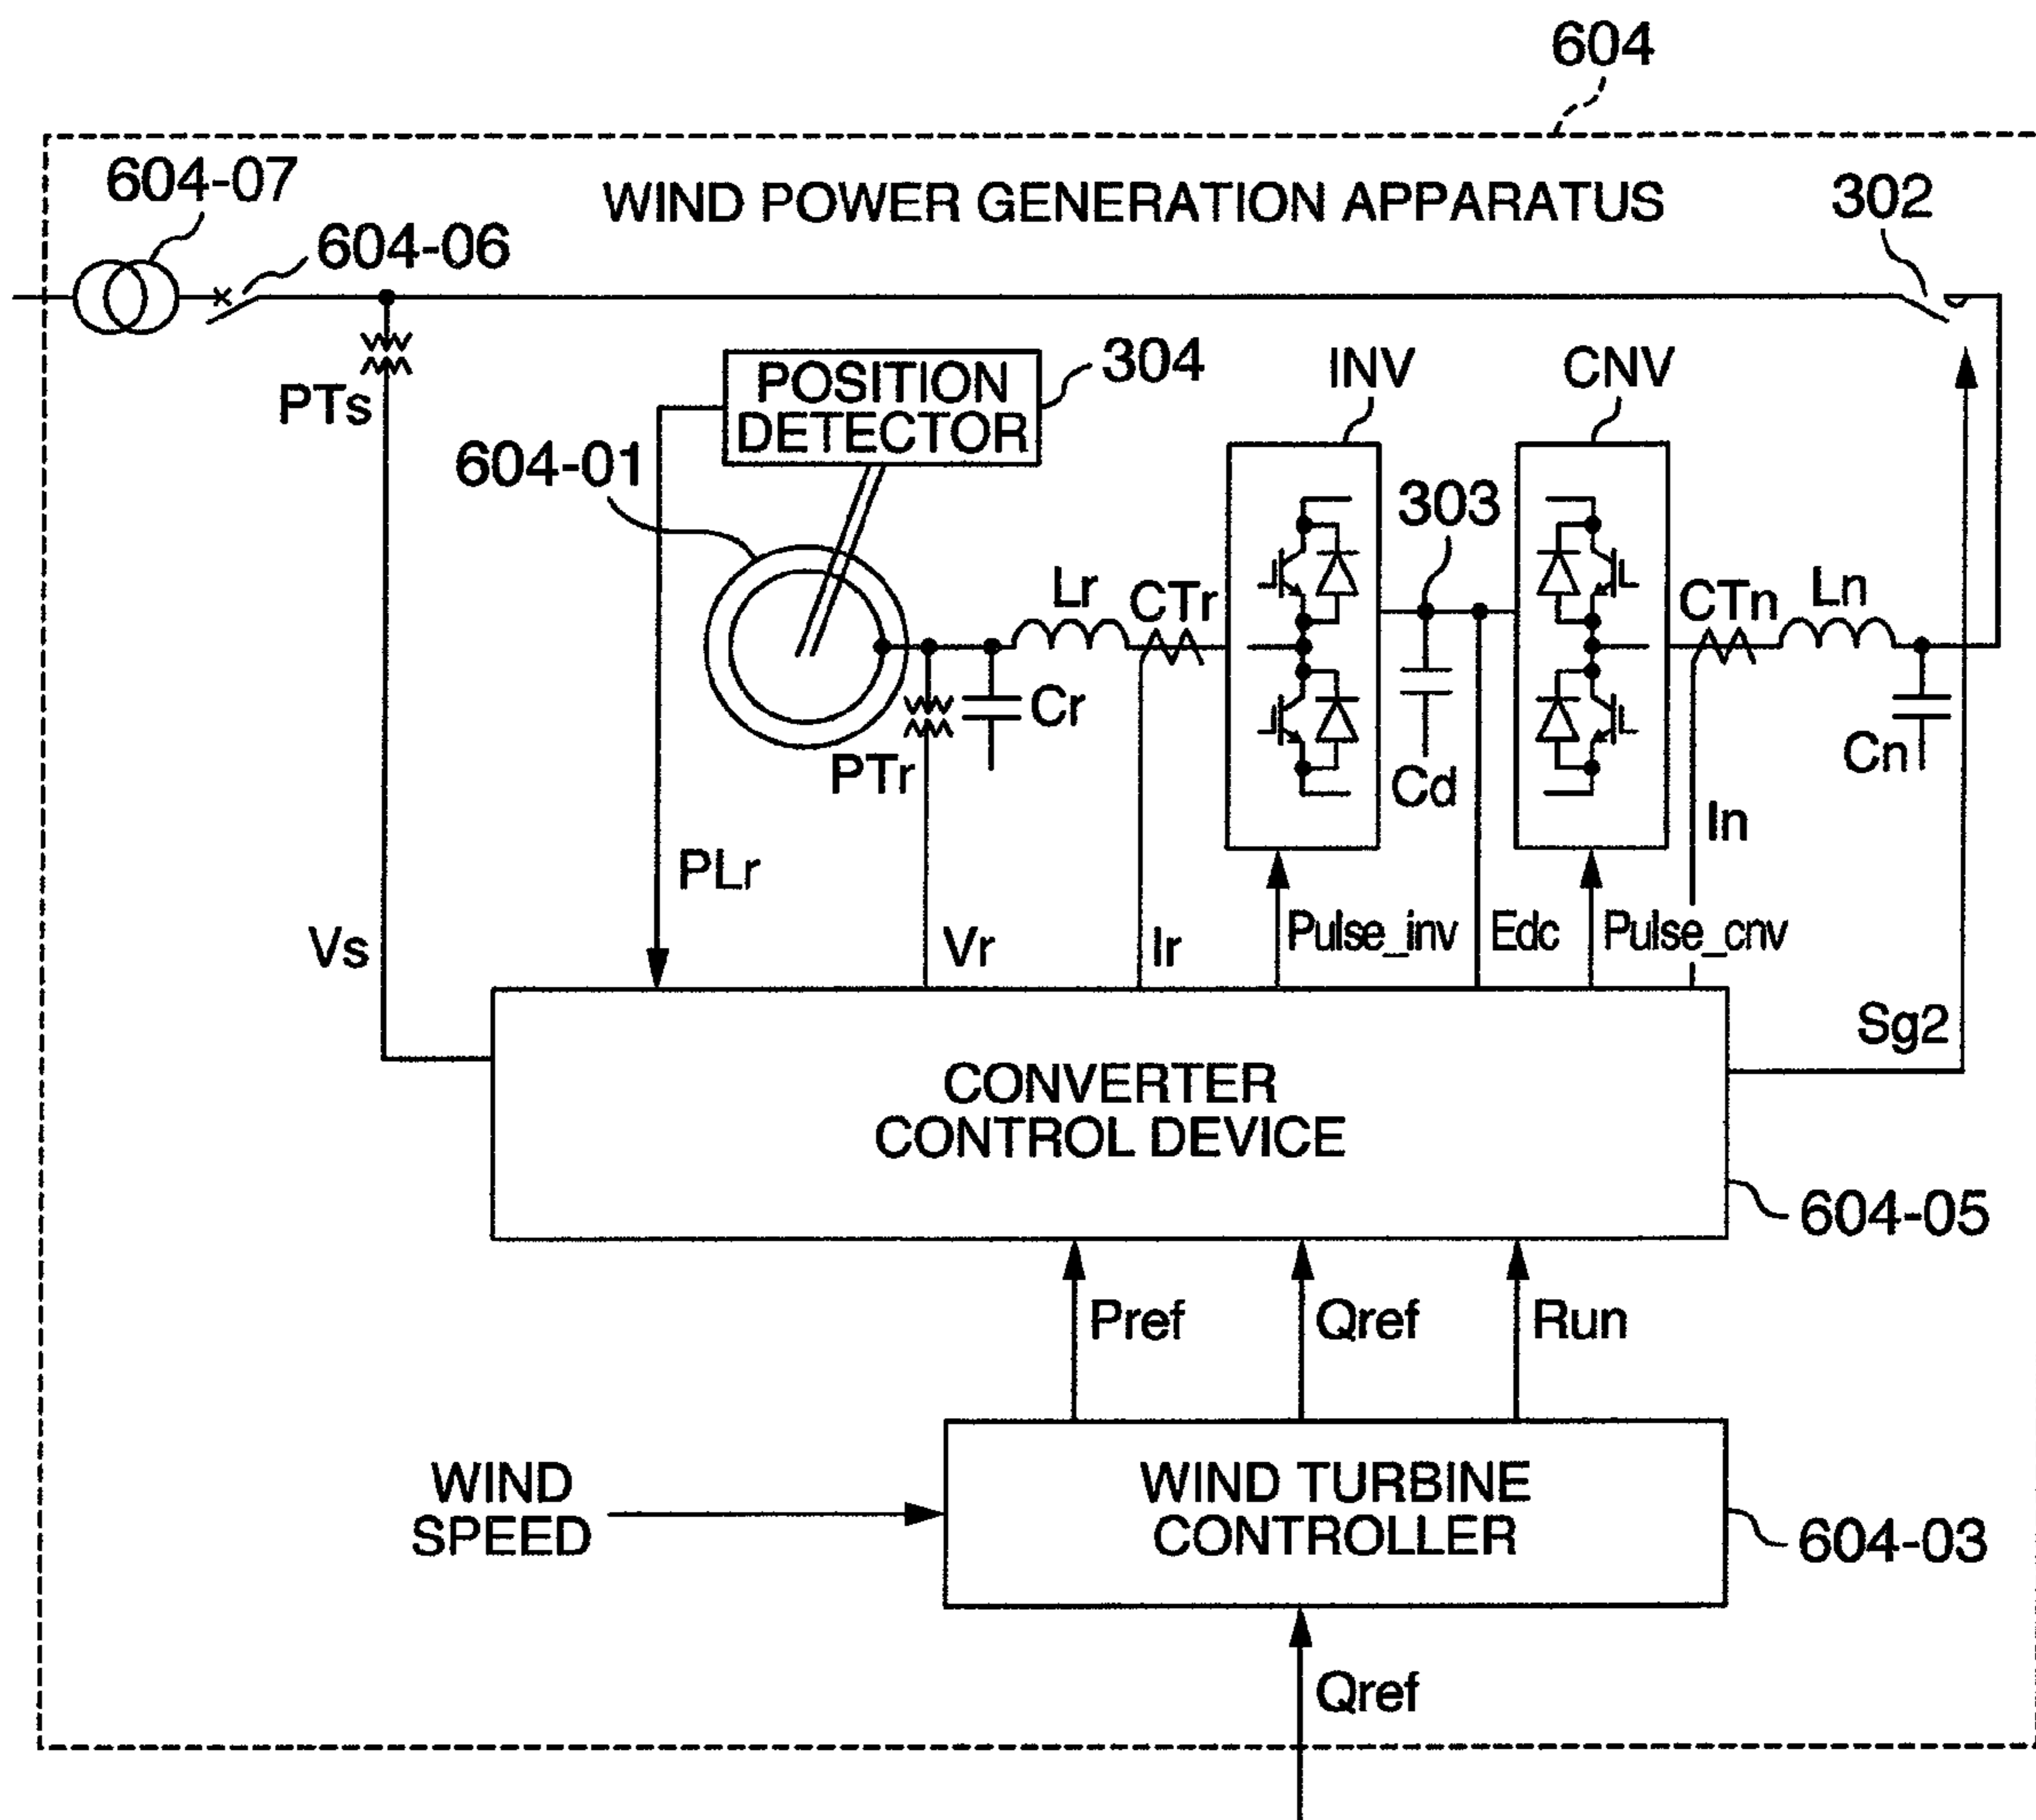 604
604-07
WIND POWER GENERATION APPARATUS
302
604-06
PTs
POSITION
DETECTOR
304
INV
CNV
604-01
303
Lr
CTr
CTn
Ln
Cr
PTr
Cd
Cn
In
PLr
Vs
Vr
Ir
Pulse_inv
Edc
Pulse_cnv
Sg2
CONVERTER
CONTROL DEVICE
604-05
Pref
Qref
Run
WIND
SPEED
WIND TURBINE
CONTROLLER
604-03
Qref